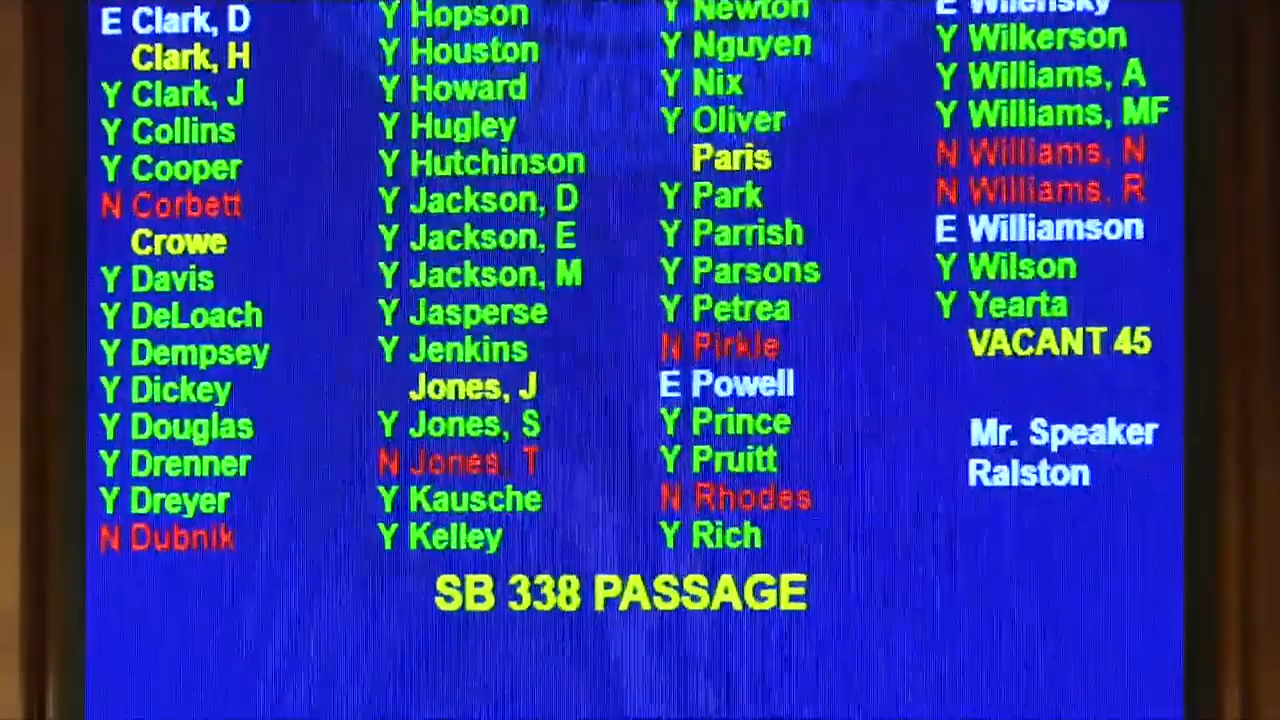 E Clark, D
Clark, H
Y Clark, J
Y Collins
Y Cooper
N Corbett
Crowe
Y Davis
Y DeLoach
Y Dempsey
Y Dickey
Y Douglas
Y Drenner
Y Dreyer
N Dubnik
Y Hopson
Y Houston
Y Howard
Y Hugley
Y Hutchinson
Y Jackson, D
Y Jackson, E
Y Jackson, M
Y Jasperse
Y Jenkins
Jones, J
Y Jones, S
N Jones, T
Y Kausche
Y Kelley
Y Newton
Y Nguyen
Y Nix
Y Oliver
Paris
Y Park
Y Parrish
Y Parsons
Y Petrea
N Pirkle
E Powell
Y Prince
Y Pruitt
N Rhodes
Y Rich
E Wilensky
Y Wilkerson
Y Williams, A
Y Williams, MF
N Williams, N
N Williams, R
E Williamson
Y Wilson
Y Yearta
VACANT 45
Mr. Speaker
Ralston
SB 338 PASSAGE